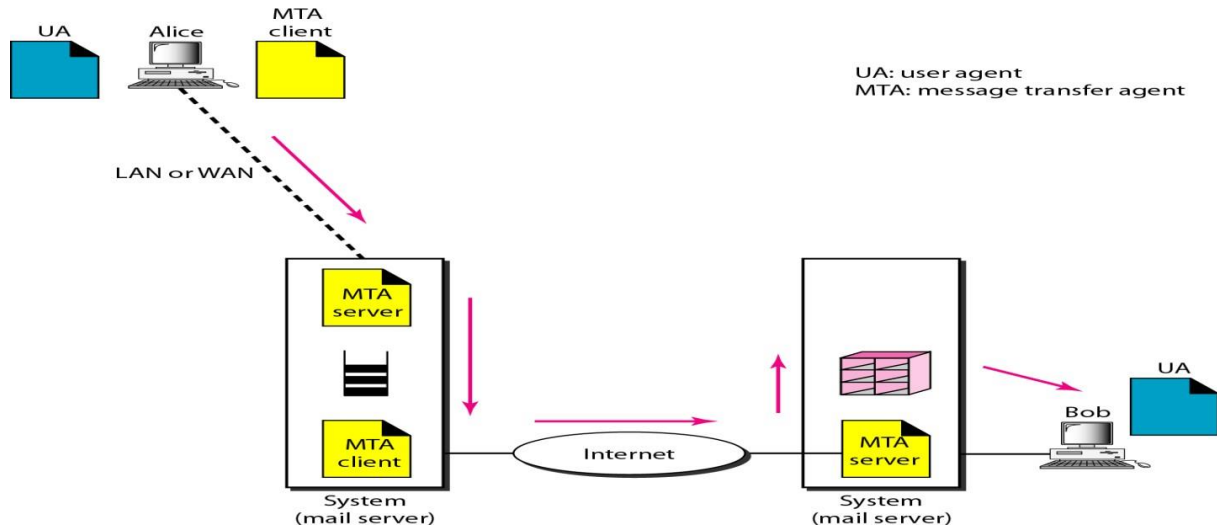 UA
Alice
MTA
client
UA: user agent
MTA: message transfer agent
LAN or WAN
MTA
server
MTA
client
System
(mail server)
Internet
MTA
server
System
(mail server)
Bob
UA